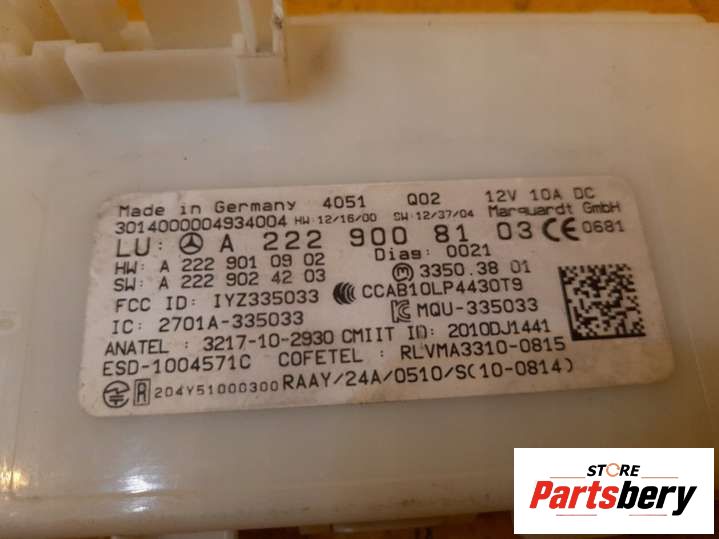 Made in Germany 4051 Q02 12V 10A DC
3014000004934004 HW:12/16/00 SW:12/37/04 Marquardt GmbH
LU: A 222 900 81 03 CE 0681
Diag: 0021
HW: A 222 901 09 02
M 3350.38 01
SW: A 222 902 42 03
CCAB10LP4430T9
FCC ID: IYZ335033
MQU-335033
IC: 2701A-335033
ANATEL: 3217-10-2930 CMIIT ID: 2010DJ1441
ESD-1004571C COFETEL: RLVMA3310-0815
R 204Y51000300 RAAY/24A/0510/S(10-0814)
STORE
Partsbery